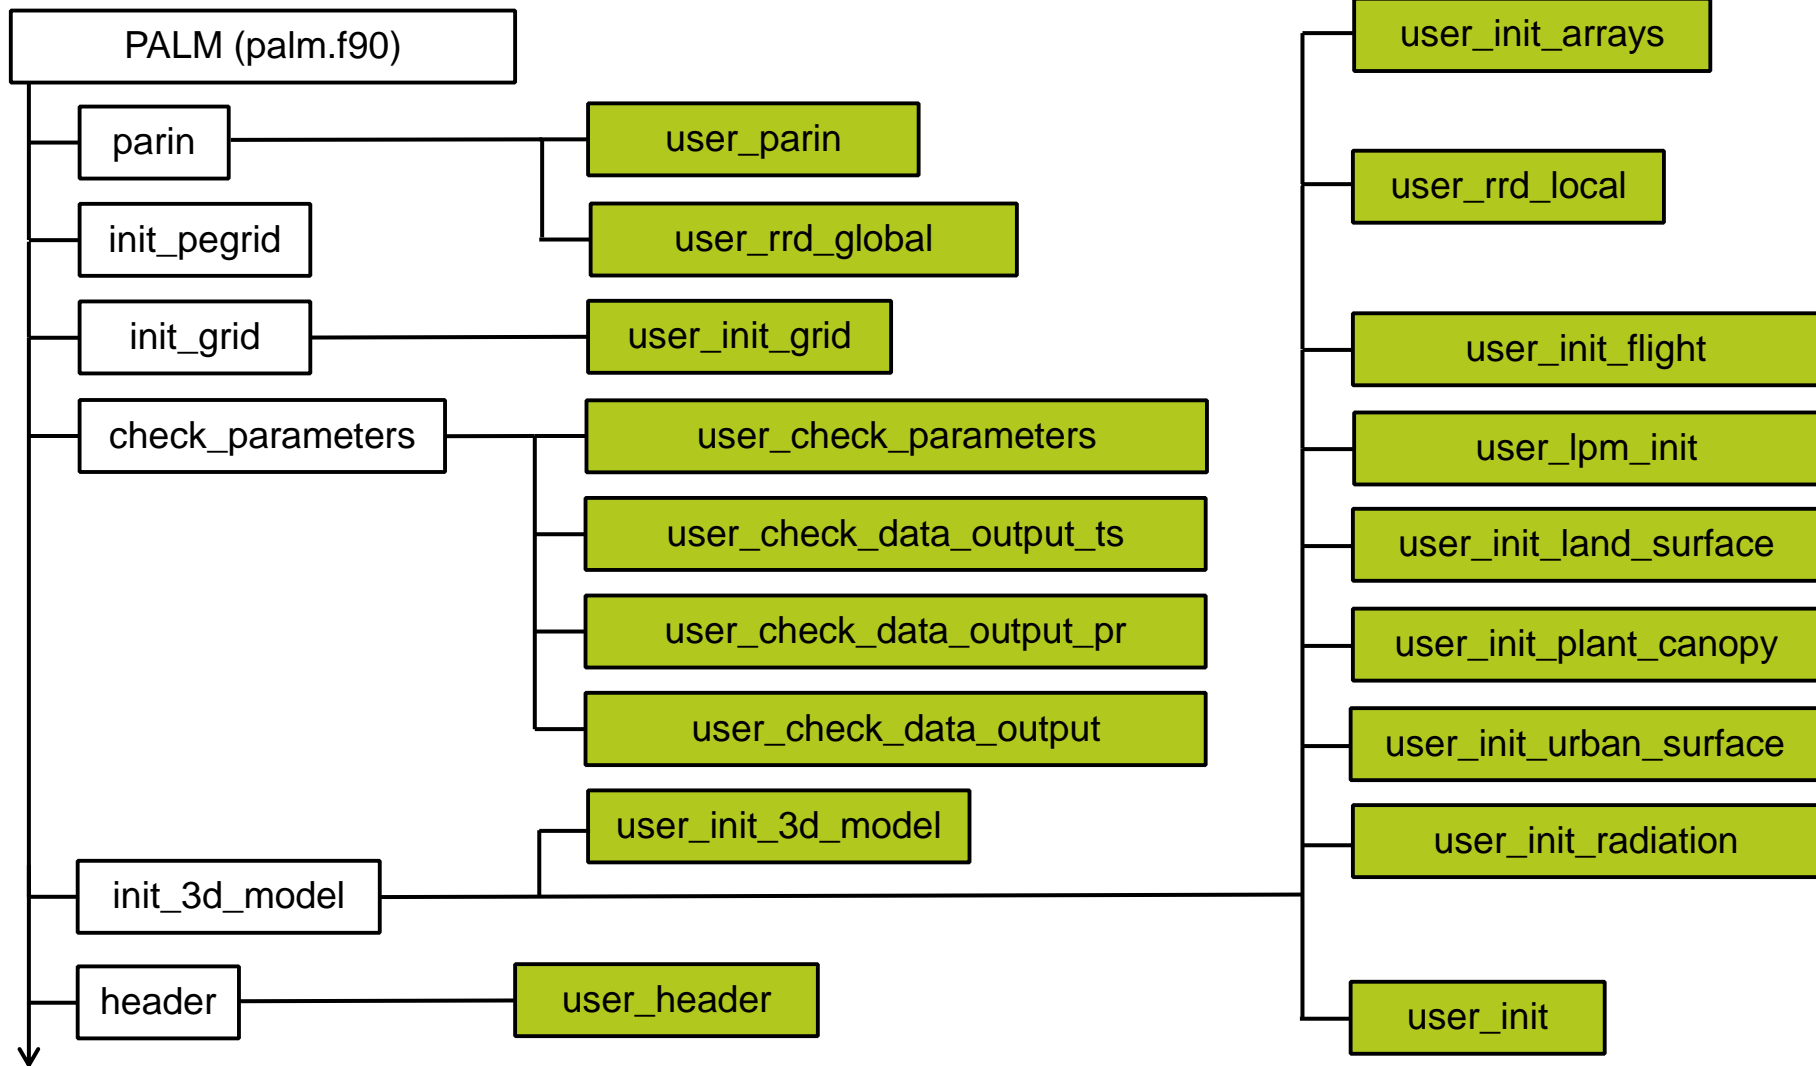 PALM (palm.f90)
parin
user_parin
user_rrd_global
init_pegrid
init_grid
user_init_grid
check_parameters
user_check_parameters
user_check_data_output_ts
user_check_data_output_pr
user_check_data_output
init_3d_model
user_init_3d_model
user_init_arrays
user_rrd_local
user_init_flight
user_lpm_init
user_init_land_surface
user_init_plant_canopy
user_init_urban_surface
user_init_radiation
user_init
header
user_header